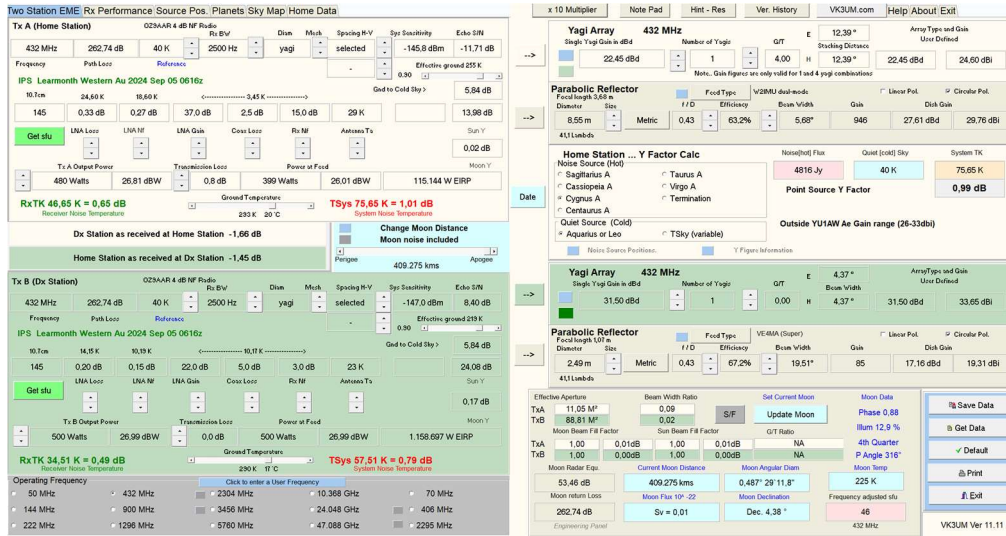 Two Station EME Rx Performance Source Pos. Planets Sky Map Home Data
Tx A (Home Station) OZ9AAR 4 dB NF Radio
Rx BW Dism Mesh Spacing H-V Sys Sensitivity Echo S/N
432 MHz 262,74 dB 40 K 2500 Hz yagi selected -145,8 dBm -11,71 dB
Frequency Path Loss Reference - 0.90 Effective ground 255 K
IPS Learmonth Western Au 2024 Sep 05 0616z Gnd to Cold Sky > 5,84 dB
10.7cm 24,60 K 18,60 K <----- 3,45 K ----->
145 0,33 dB 0,27 dB 37,0 dB 2,5 dB 15,0 dB 29 K 13,98 dB
Get sfu LNA Loss LNA Nf LNA Gain Coax Loss Rx Nf Antenna Ta Sun Y
0,02 dB
Tx A Output Power Transmission Loss Power at Feed Moon Y
480 Watts 26,81 dBW 0,8 dB 399 Watts 26,01 dBW 115.144 W EIRP
Ground Temperature
RxTK 46,65 K = 0,65 dB TSys 75,65 K = 1,01 dB
Receiver Noise Temperature 293 K 20 °C System Noise Temperature
Dx Station as received at Home Station -1,66 dB
Home Station as received at Dx Station -1,45 dB
Change Moon Distance
Moon noise included
Perigee Apogee
409.275 kms
Tx B (Dx Station) OZ9AAR 4 dB NF Radio
Rx BW Dism Mesh Spacing H-V Sys Sensitivity Echo S/N
432 MHz 262,74 dB 40 K 2500 Hz yagi selected -147,0 dBm 8,40 dB
Frequency Path Loss Reference - 0.90 Effective ground 219 K
IPS Learmonth Western Au 2024 Sep 05 0616z Gnd to Cold Sky > 5,84 dB
10.7cm 14,15 K 10,19 K <----- 10,17 K ----->
145 0,20 dB 0,15 dB 22,0 dB 5,0 dB 3,0 dB 23 K 24,08 dB
Get sfu LNA Loss LNA Nf LNA Gain Coax Loss Rx Nf Antenna Ta Sun Y
0,17 dB
Tx B Output Power Transmission Loss Power at Feed Moon Y
500 Watts 26,99 dBW 0,0 dB 500 Watts 26,99 dBW 1.158.697 W EIRP
Ground Temperature
RxTK 34,51 K = 0,49 dB TSys 57,51 K = 0,79 dB
Receiver Noise Temperature 290 K 17 °C System Noise Temperature
Operating Frequency Click to enter a User Frequency
50 MHz 432 MHz 2304 MHz 10.368 GHz 70 MHz
144 MHz 900 MHz 3456 MHz 24.048 GHz 406 MHz
222 MHz 1296 MHz 5760 MHz 47.088 GHz 2295 MHz
x 10 Multiplier Note Pad Hint - Res Ver. History VK3UM.com Help About Exit
Yagi Array 432 MHz E 12,39 ° Array Type and Gain
Single Yagi Gain in dBd Number of Yagis G/T Stacking Distance User Defined
--> 22,45 dBd 1 4,00 H 12,39 ° 22,45 dBd 24,60 dBi
Note.. Gain figures are only valid for 1 and 4 yagi combinations
Parabolic Reflector Feed Type W2IMU dual-mode Linear Pol. Circular Pol.
Focal length 3,68 m
Diameter Size f / D Efficiency Beam Width Gain Dish Gain
--> 8,55 m Metric 0,43 63,2% 5,68° 946 27,61 dBd 29,76 dBi
41,1 Lambda
Home Station ... Y Factor Calc Noise[hot] Flux Quiet [cold] Sky System TK
Noise Source (Hot) 4816 Jy 40 K 75,65 K
Sagittarius A Taurus A
Cassiopeia A Virgo A Point Source Y Factor 0,99 dB
Date Cygnus A Termination
Centaurus A
Quiet Source (Cold) Outside YU1AW Ae Gain range (26-33dbi)
Aquarius or Leo TSky (variable)
Noise Source Positions. Y Figure Information
Yagi Array 432 MHz E 4,37 ° ArrayType and Gain
Single Yagi Gain in dBd Number of Yagis G/T Beam Width User Defined
--> 31,50 dBd 1 0,00 H 4,37 ° 31,50 dBd 33,65 dBi
Parabolic Reflector Feed Type VE4MA (Super) Linear Pol. Circular Pol.
Focal length 1,07 m
Diameter Size f / D Efficiency Beam Width Gain Dish Gain
--> 2,49 m Metric 0,43 67,2% 19,51° 85 17,16 dBd 19,31 dBi
41,1 Lambda
Effective Aperture Beam Width Ratio Set Current Moon Moon Data
TxA 11,05 M² 0,09 S/F Update Moon Phase 0,88
TxB 88,81 M² 0,02 Illum 12,9 %
Moon Beam Fill Factor Sun Beam Fill Factor G/T Ratio 4th Quarter
TxA 1,00 0,01dB 1,00 0,01dB NA
TxB 1,00 0,00dB 1,00 0,00dB NA P Angle 316°
Moon Radar Equ. Current Moon Distance Moon Angular Diam Moon Temp
53,46 dB 409.275 kms 0,487° 29'11,8" 225 K
Moon return Loss Moon Flux 10^ -22 Moon Declination Frequency adjusted sfu
262,74 dB Sv = 0,01 Dec. 4,38 ° 46
Engineering Panel 432 MHz
Save Data
Get Data
Default
Print
Exit
VK3UM Ver 11.11